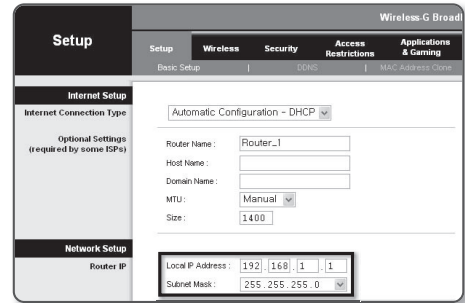 Wireless-G Broadl
Setup
Setup Wireless Security Access Restrictions Applications & Gaming
Basic Setup | DDNS | MAC Address Clone
Internet Setup
Internet Connection Type Automatic Configuration - DHCP
Optional Settings
(required by some ISPs)
Router Name : Router_1
Host Name :
Domain Name :
MTU : Manual
Size : 1400
Network Setup
Router IP Local IP Address : 192 . 168 . 1 . 1
Subnet Mask : 255.255.255.0